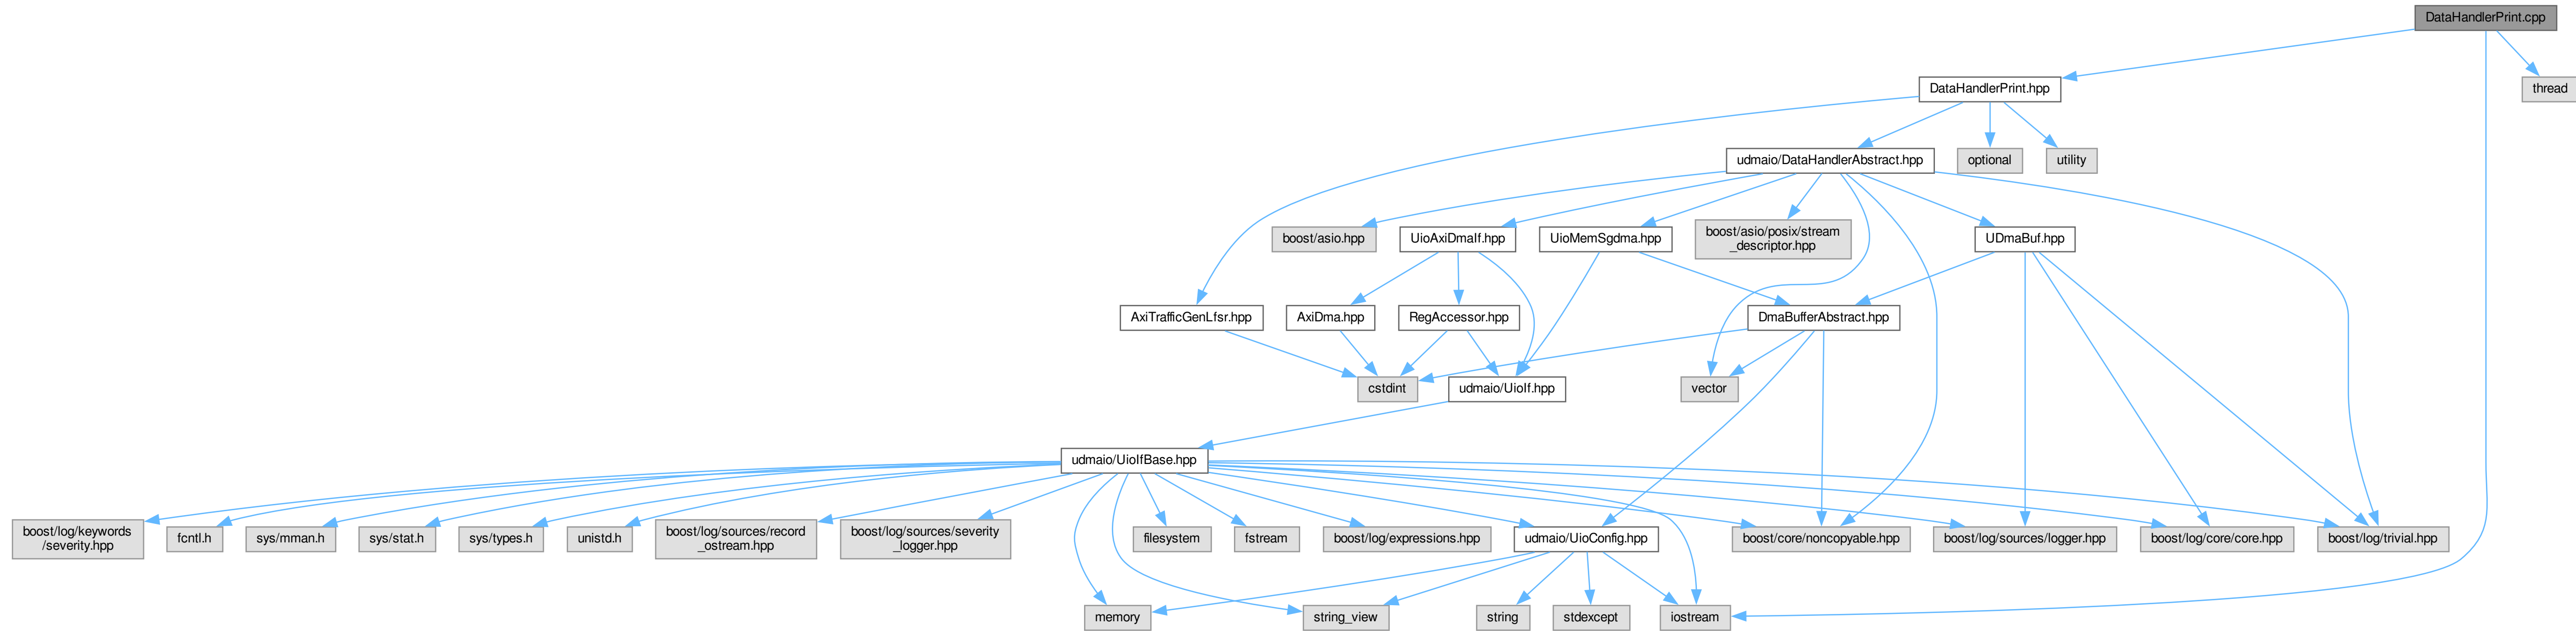 DataHandlerPrint.cpp
DataHandlerPrint.hpp
thread
udmaio/DataHandlerAbstract.hpp
optional
utility
boost/asio.hpp
UioAxiDmaIf.hpp
UioMemSgdma.hpp
boost/asio/posix/stream
_descriptor.hpp
UDmaBuf.hpp
AxiTrafficGenLfsr.hpp
AxiDma.hpp
RegAccessor.hpp
DmaBufferAbstract.hpp
cstdint
udmaio/UioIf.hpp
vector
udmaio/UioIfBase.hpp
boost/log/keywords
/severity.hpp
fcntl.h
sys/mman.h
sys/stat.h
sys/types.h
unistd.h
boost/log/sources/record
_ostream.hpp
boost/log/sources/severity
_logger.hpp
filesystem
fstream
boost/log/expressions.hpp
udmaio/UioConfig.hpp
boost/core/noncopyable.hpp
boost/log/sources/logger.hpp
boost/log/core/core.hpp
boost/log/trivial.hpp
memory
string_view
string
stdexcept
iostream